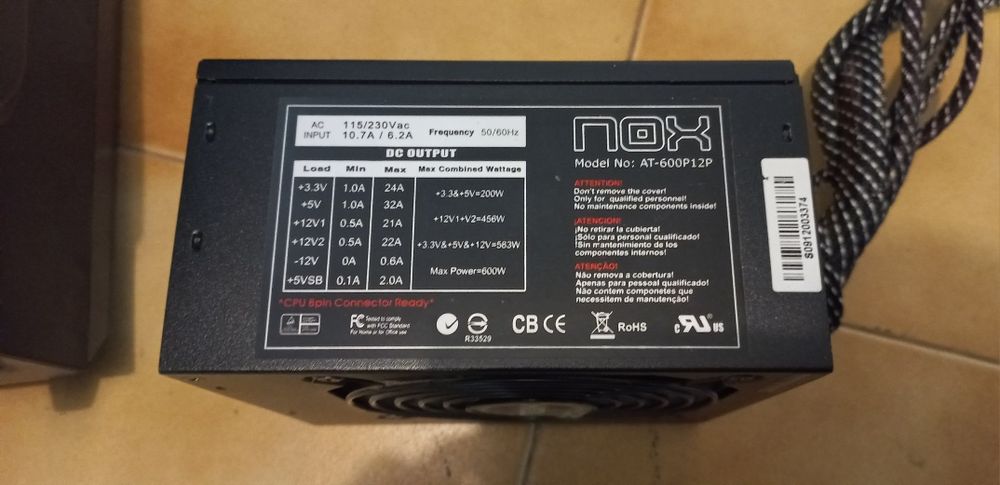 AC INPUT 115/230Vac 10.7A / 6.2A Frequency 50/60Hz
DC OUTPUT
Load Min Max Max Combined Wattage
+3.3V 1.0A 24A
+5V 1.0A 32A
+3.3&+5V=200W
+12V1 0.5A 21A
+12V1+V2=456W
+12V2 0.5A 22A
+3.3V&+5V&+12V=583W
-12V 0A 0.6A
+5VSB 0.1A 2.0A
Max Power=600W
*CPU 8pin Connector Ready*
FC Tested to comply
with FCC Standard
For Home or for Office use
R33529
CB CE
RoHS
c RU US
nox
Model No: AT-600P12P
ATTENTION!
Don't remove the cover!
Only for qualified personnel!
No maintenance components inside!
¡ATENCION!
¡No retirar la cubierta!
¡Sólo para personal cualificado!
!Sin mantenimiento de los
componentes internos!
ATENÇÃO!
Não remova a cobertura!
Apenas para pessoal qualificado!
Não contem componetes que
necessitem de manutenção!
S0912003374